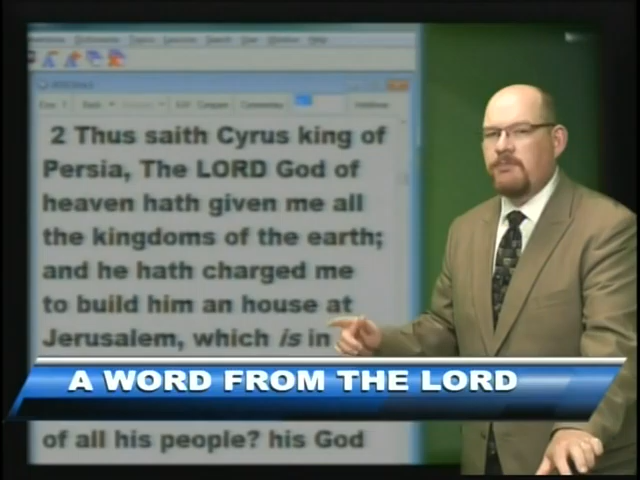 2 Thus saith Cyrus king of
Persia, The LORD God of
heaven hath given me all
the kingdoms of the earth;
and he hath charged me
to build him an house at
Jerusalem, which is in
A WORD FROM THE LORD
of all his people? his God